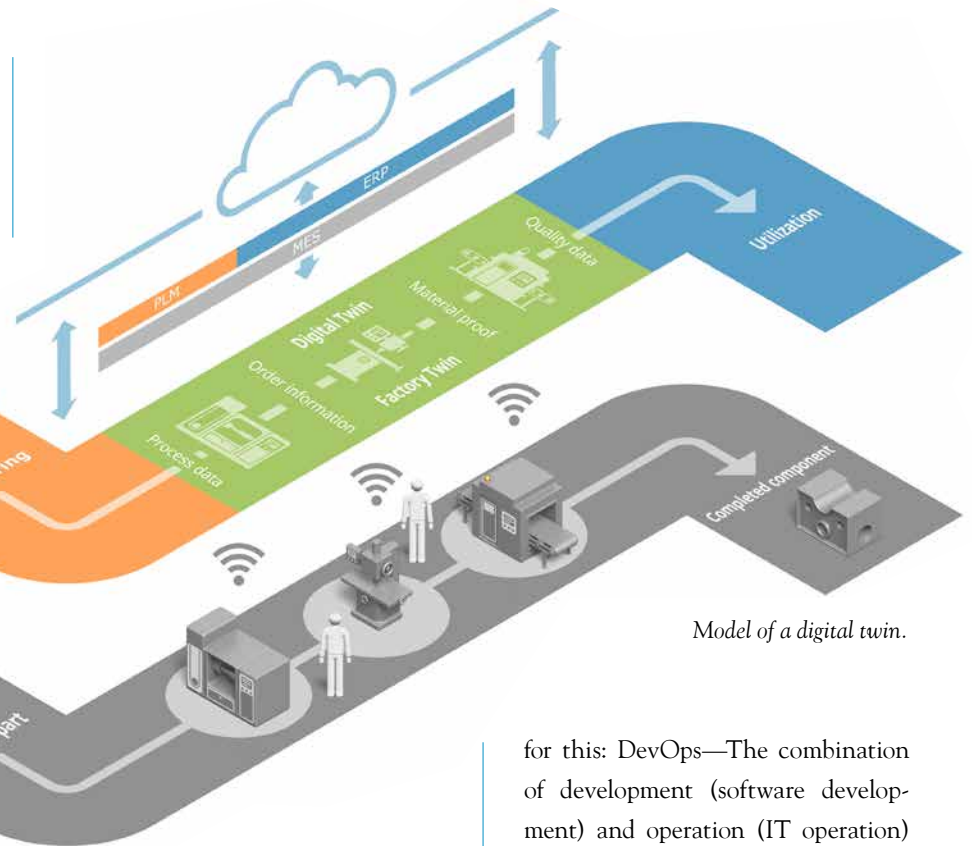 ERP
MES
PLM
Quality data
Utilization
Material proof
Digital Twin
Order information
Factory Twin
Process data
ring
Completed component
part
Model of a digital twin.
for this: DevOps—The combination
of development (software develop-
ment) and operation (IT operation)